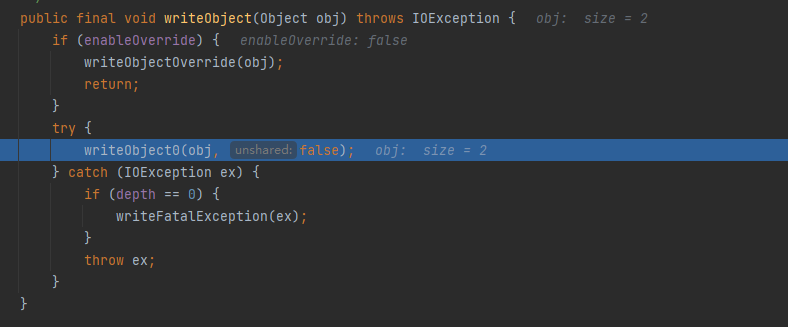 public final void writeObject(Object obj) throws IOException {   obj:  size = 2
    if (enableOverride) {   enableOverride: false
        writeObjectOverride(obj);
        return;
    }
    try {
        writeObject0(obj, unshared: false);   obj:  size = 2
    } catch (IOException ex) {
        if (depth == 0) {
            writeFatalException(ex);
        }
        throw ex;
    }
}